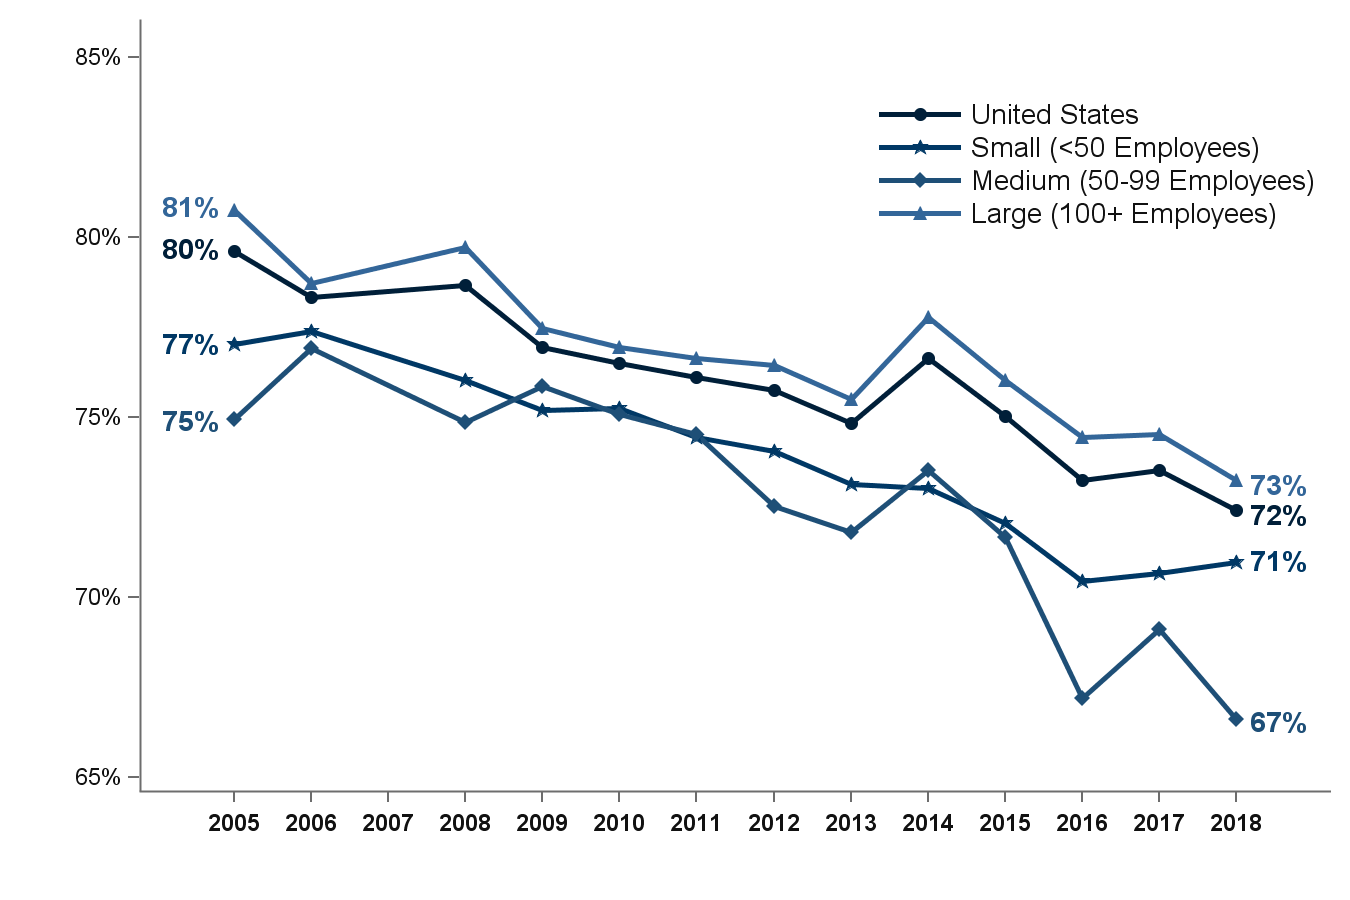 85%
United States
Small (<50 Employees)
Medium (50-99 Employees)
Large (100+ Employees)
81%
80%
80%
77%
75%
75%
73%
72%
71%
70%
67%
65%
2005 2006 2007 2008 2009 2010 2011 2012 2013 2014 2015 2016 2017 2018